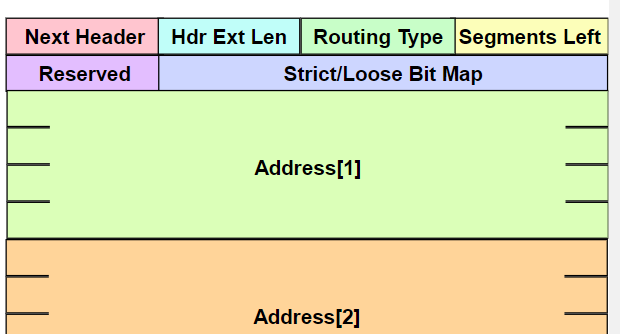 Next Header Hdr Ext Len Routing Type Segments Left
Reserved Strict/Loose Bit Map
Address[1]
Address[2]